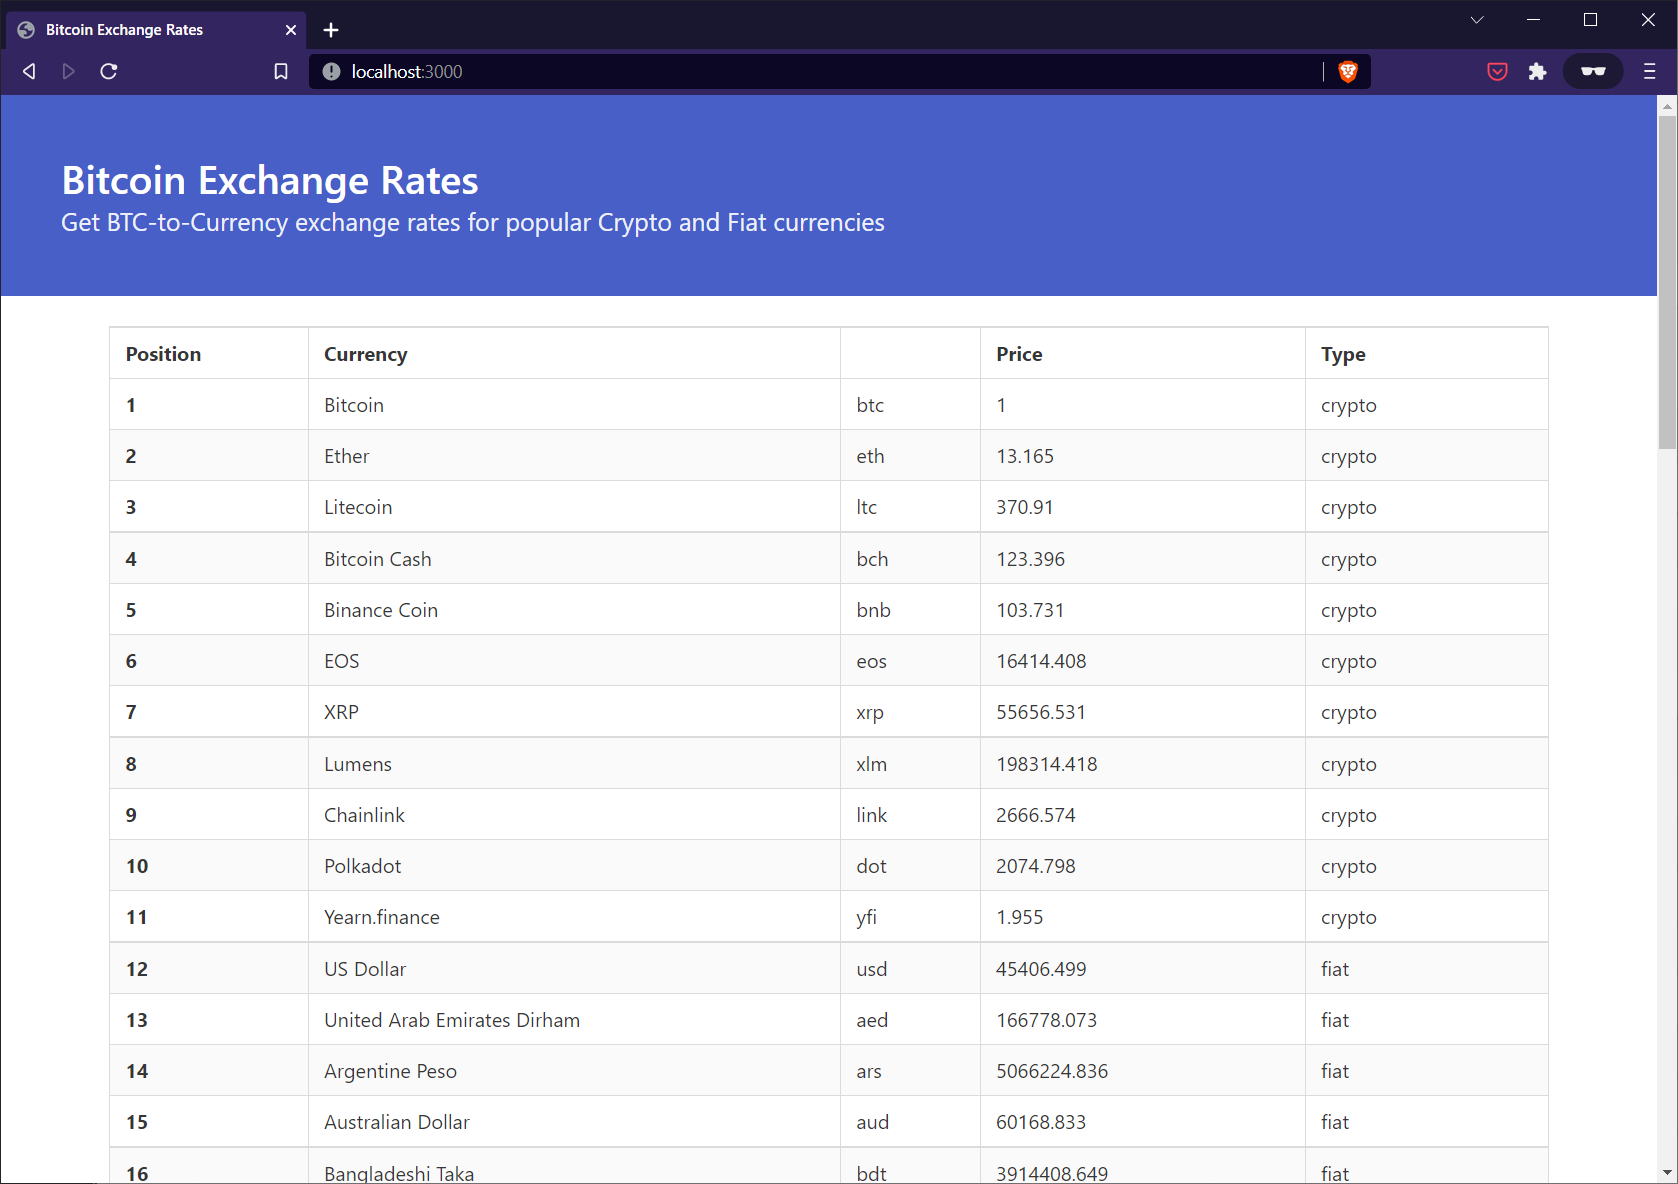 Bitcoin Exchange Rates
localhost:3000
Bitcoin Exchange Rates
Get BTC-to-Currency exchange rates for popular Crypto and Fiat currencies
Position Currency Price Type
1 Bitcoin btc 1 crypto
2 Ether eth 13.165 crypto
3 Litecoin ltc 370.91 crypto
4 Bitcoin Cash bch 123.396 crypto
5 Binance Coin bnb 103.731 crypto
6 EOS eos 16414.408 crypto
7 XRP xrp 55656.531 crypto
8 Lumens xlm 198314.418 crypto
9 Chainlink link 2666.574 crypto
10 Polkadot dot 2074.798 crypto
11 Yearn.finance yfi 1.955 crypto
12 US Dollar usd 45406.499 fiat
13 United Arab Emirates Dirham aed 166778.073 fiat
14 Argentine Peso ars 5066224.836 fiat
15 Australian Dollar aud 60168.833 fiat
16 Bangladeshi Taka bdt 3914408.649 fiat